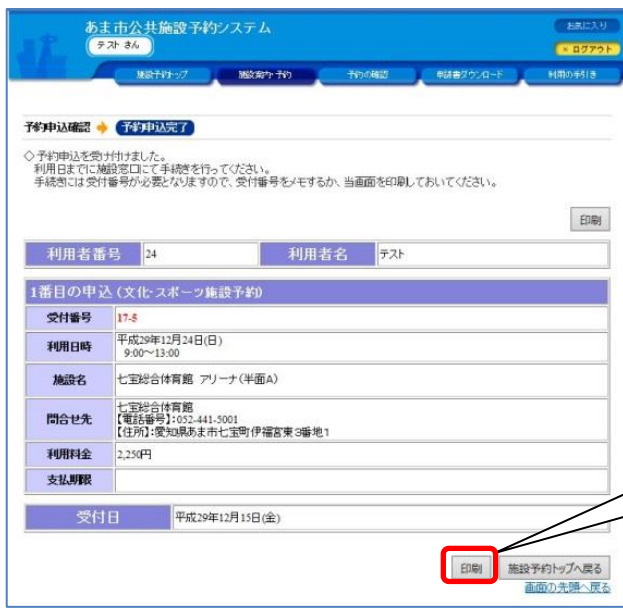 あま市公共施設予約システム
お気に入り
テスト さん
× ログアウト
施設予約トップ
施設案内・予約
予約の確認
申請書ダウンロード
利用の手引き
予約申込確認
予約申込完了
◇予約申込を受け付けました。
利用日までに施設窓口にて手続きを行ってください。
手続きには受付番号が必要となりますので、受付番号をメモするか、当画面を印刷しておいてください。
印刷
利用者番号 24 利用者名 テスト
1番目の申込 (文化・スポーツ施設予約)
受付番号 17-5
利用日時 平成29年12月24日(日)
9:00～13:00
施設名 七宝総合体育館 アリーナ(半面A)
問合せ先 七宝総合体育館
【電話番号】:052-441-5001
【住所】:愛知県あま市七宝町伊福宮東3番地1
利用料金 2,250円
支払期限
受付日 平成29年12月15日(金)
印刷 施設予約トップへ戻る
画面の先頭へ戻る